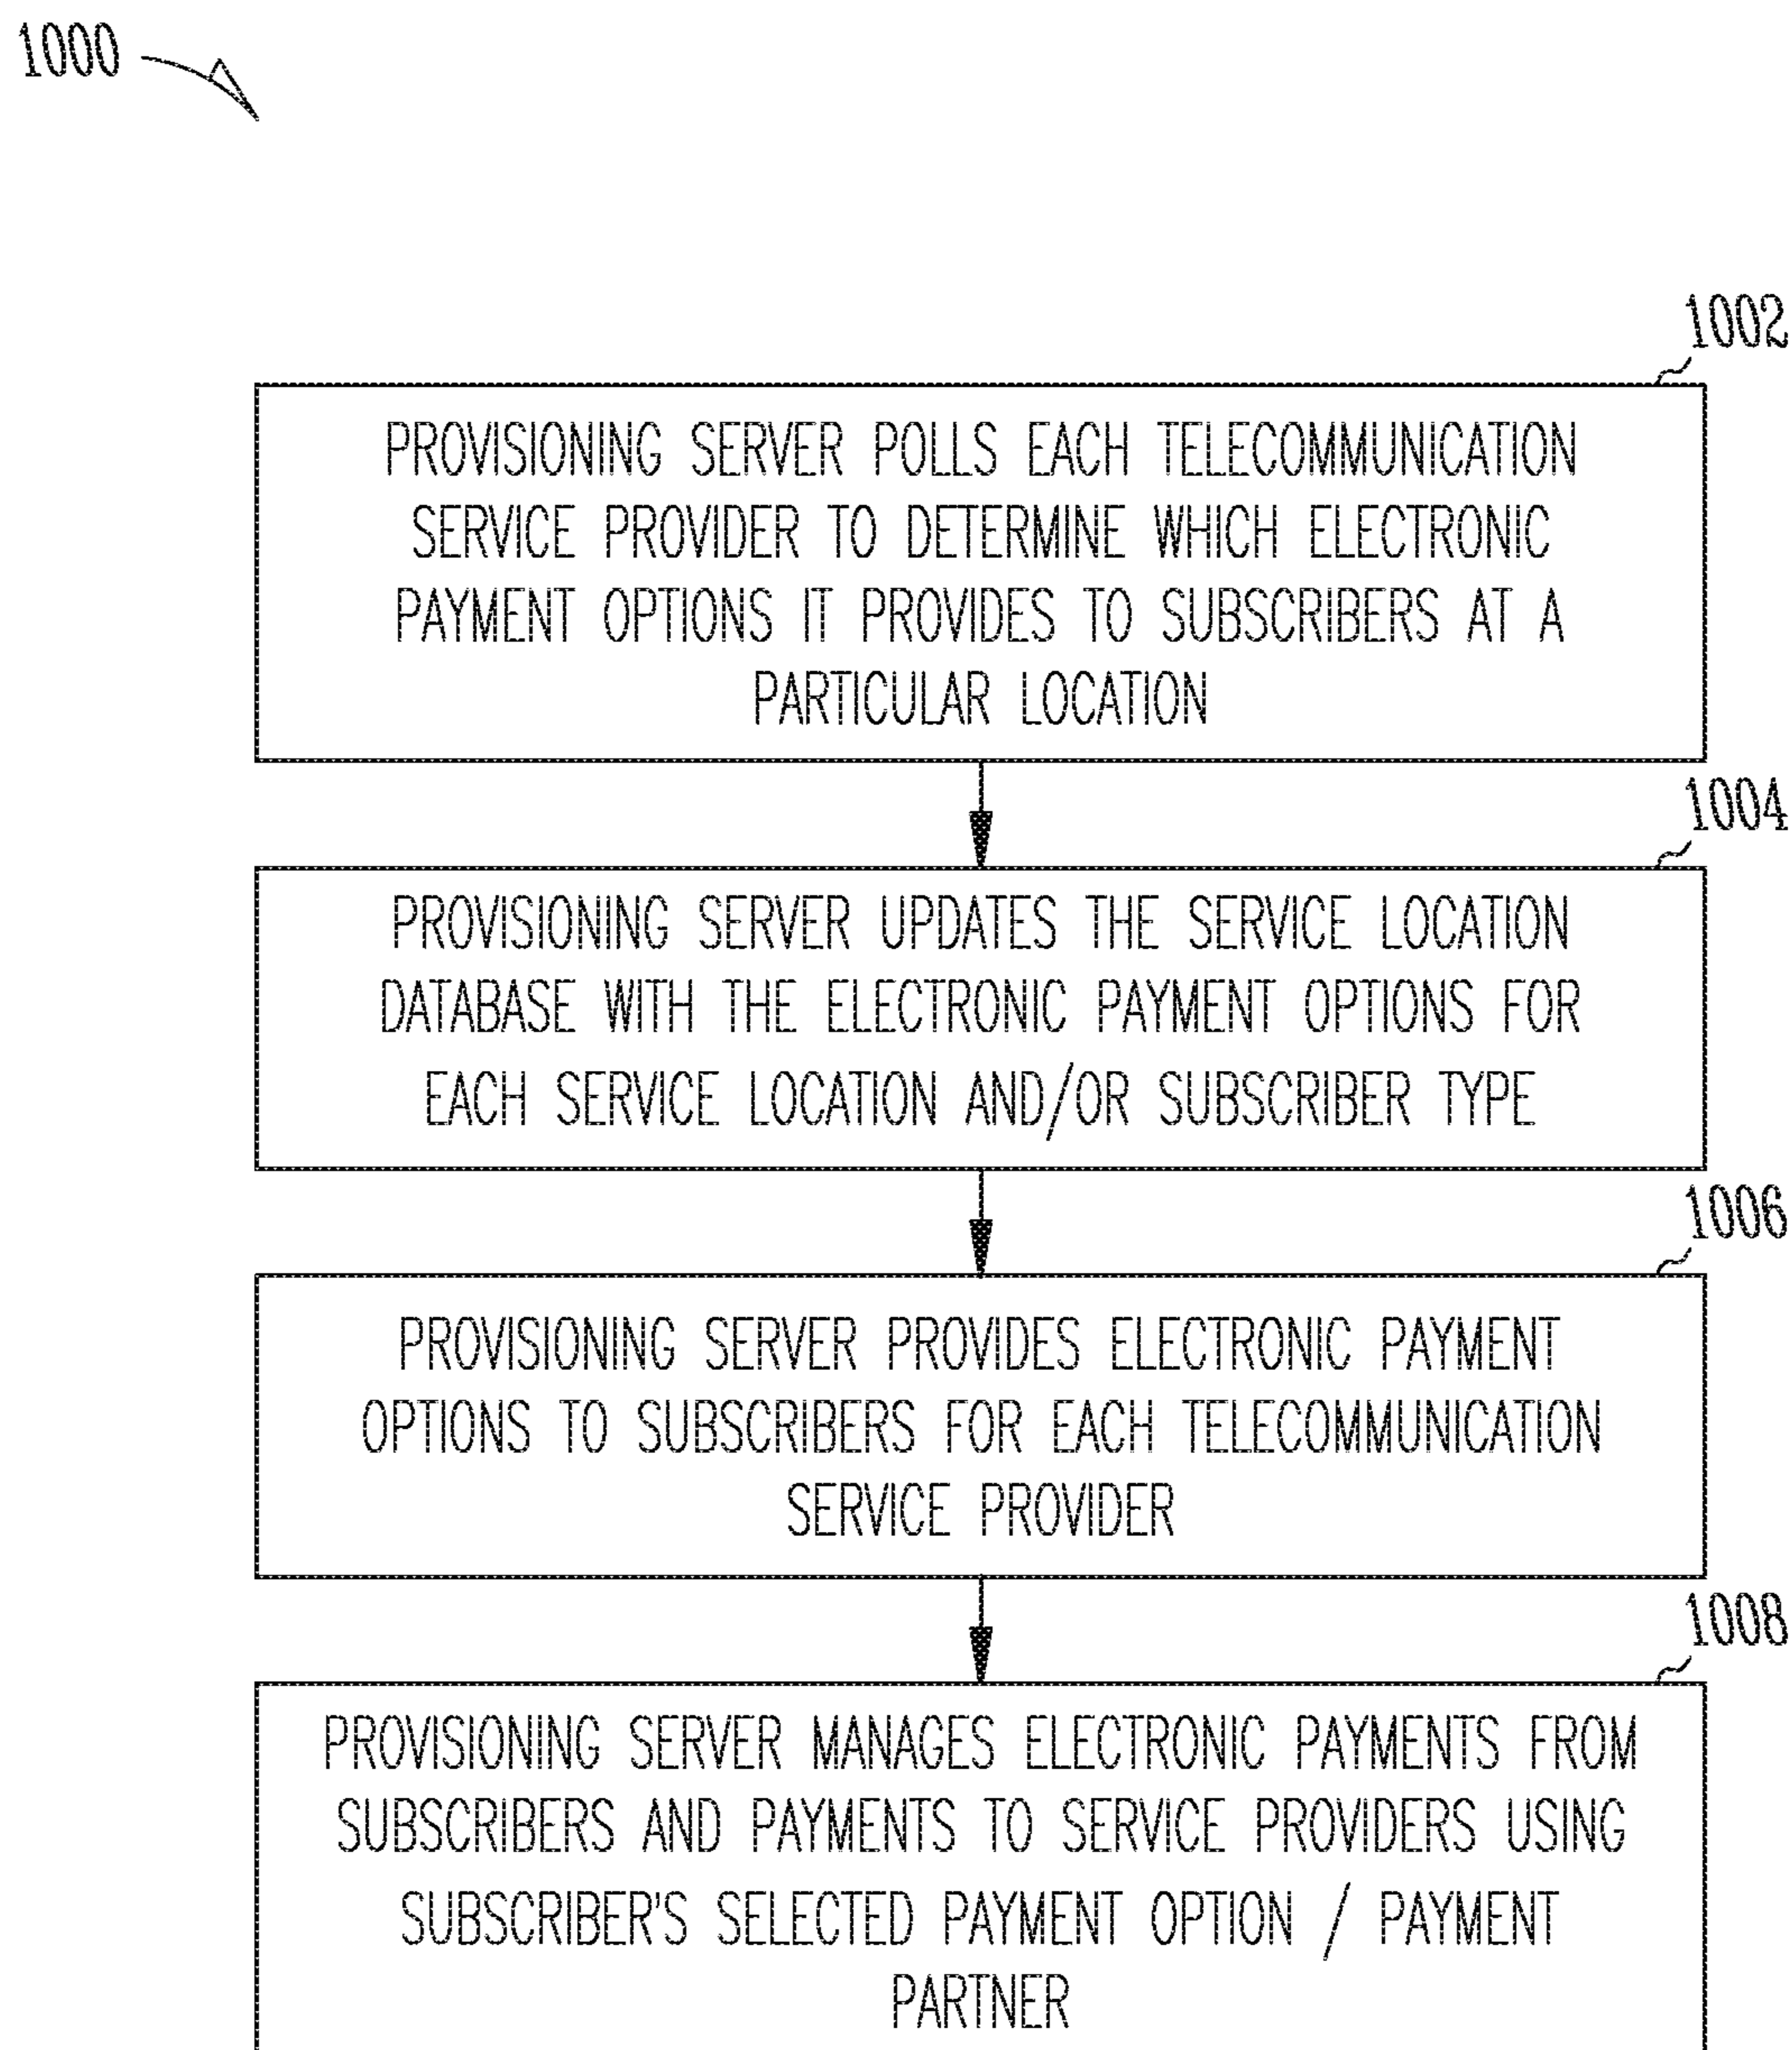 1000
1002
PROVISIONING SERVER POLLS EACH TELECOMMUNICATION
SERVICE PROVIDER TO DETERMINE WHICH ELECTRONIC
PAYMENT OPTIONS IT PROVIDES TO SUBSCRIBERS AT A
PARTICULAR LOCATION
1004
PROVISIONING SERVER UPDATES THE SERVICE LOCATION
DATABASE WITH THE ELECTRONIC PAYMENT OPTIONS FOR
EACH SERVICE LOCATION AND/OR SUBSCRIBER TYPE
1006
PROVISIONING SERVER PROVIDES ELECTRONIC PAYMENT
OPTIONS TO SUBSCRIBERS FOR EACH TELECOMMUNICATION
SERVICE PROVIDER
1008
PROVISIONING SERVER MANAGES ELECTRONIC PAYMENTS FROM
SUBSCRIBERS AND PAYMENTS TO SERVICE PROVIDERS USING
SUBSCRIBER'S SELECTED PAYMENT OPTION / PAYMENT
PARTNER